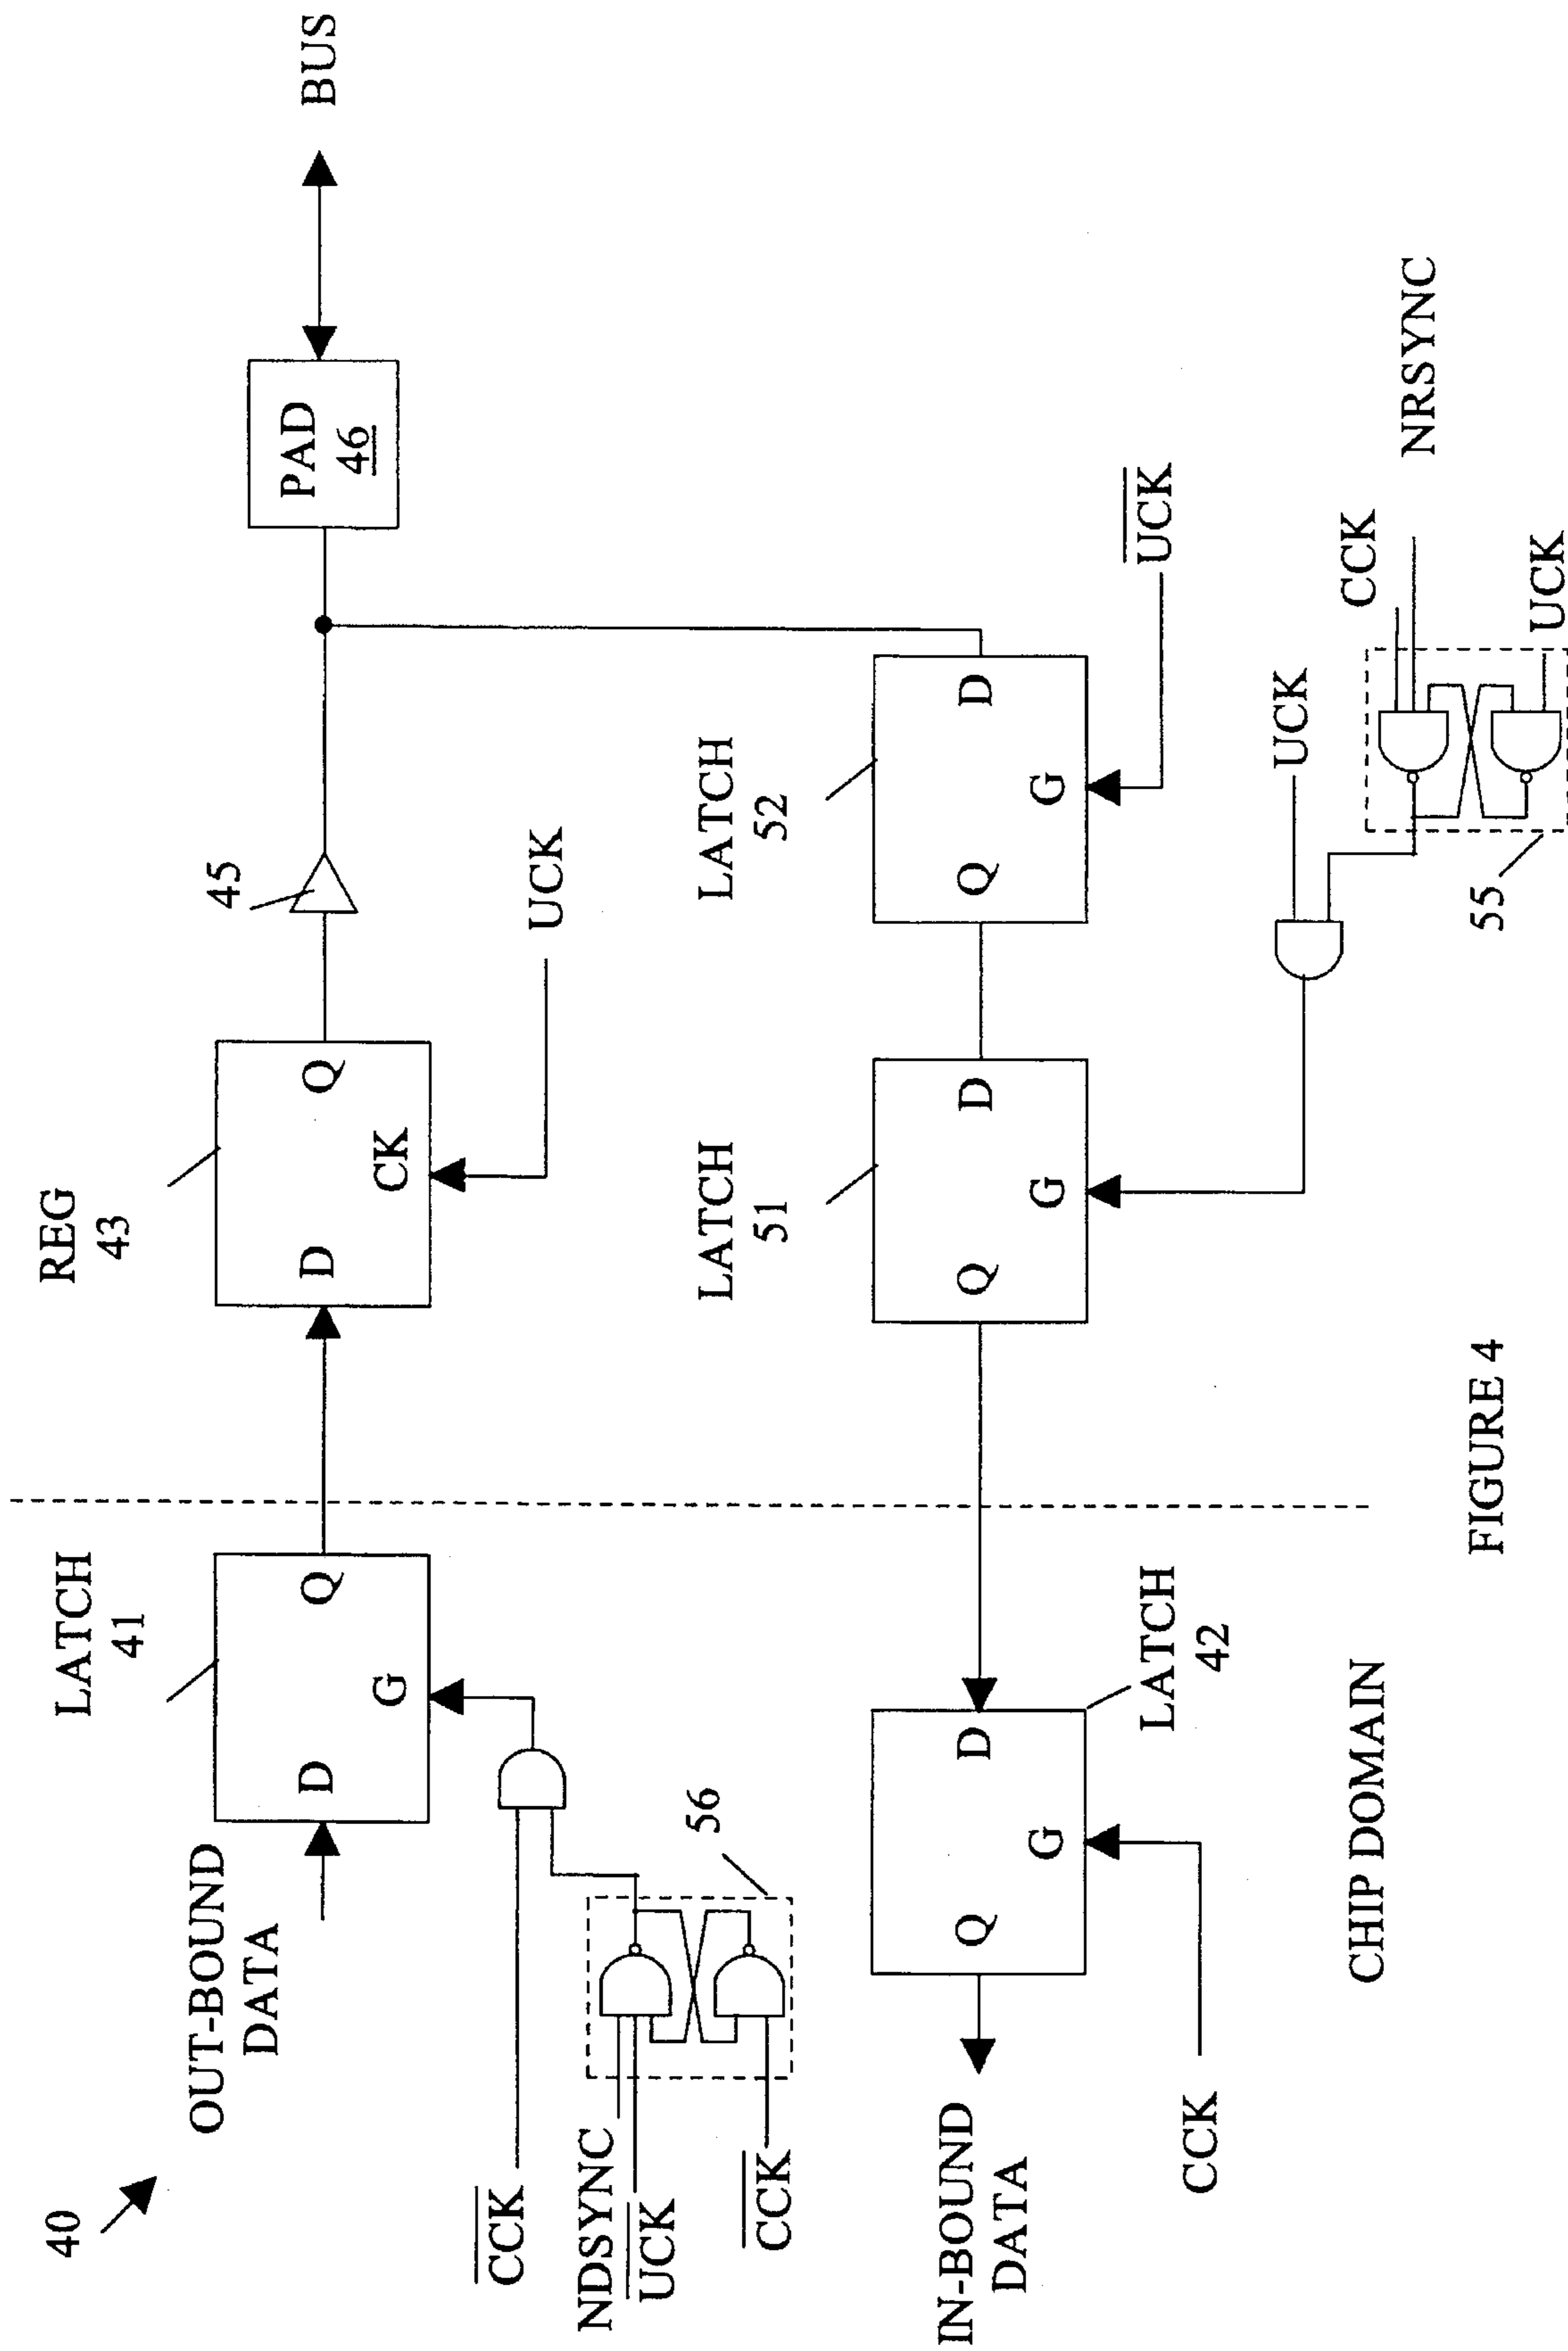 40
OUT-BOUND
DATA
LATCH
41
D
Q
G
REG
43
D
Q
CK
45
PAD
46
BUS
UCK
CCK
NDSYNC
UCK
CCK
56
IN-BOUND
DATA
Q
D
G
LATCH
42
CCK
LATCH
51
Q
D
G
LATCH
52
Q
D
G
UCK
UCK
CCK
NRSYNC
UCK
55
CHIP DOMAIN
FIGURE 4